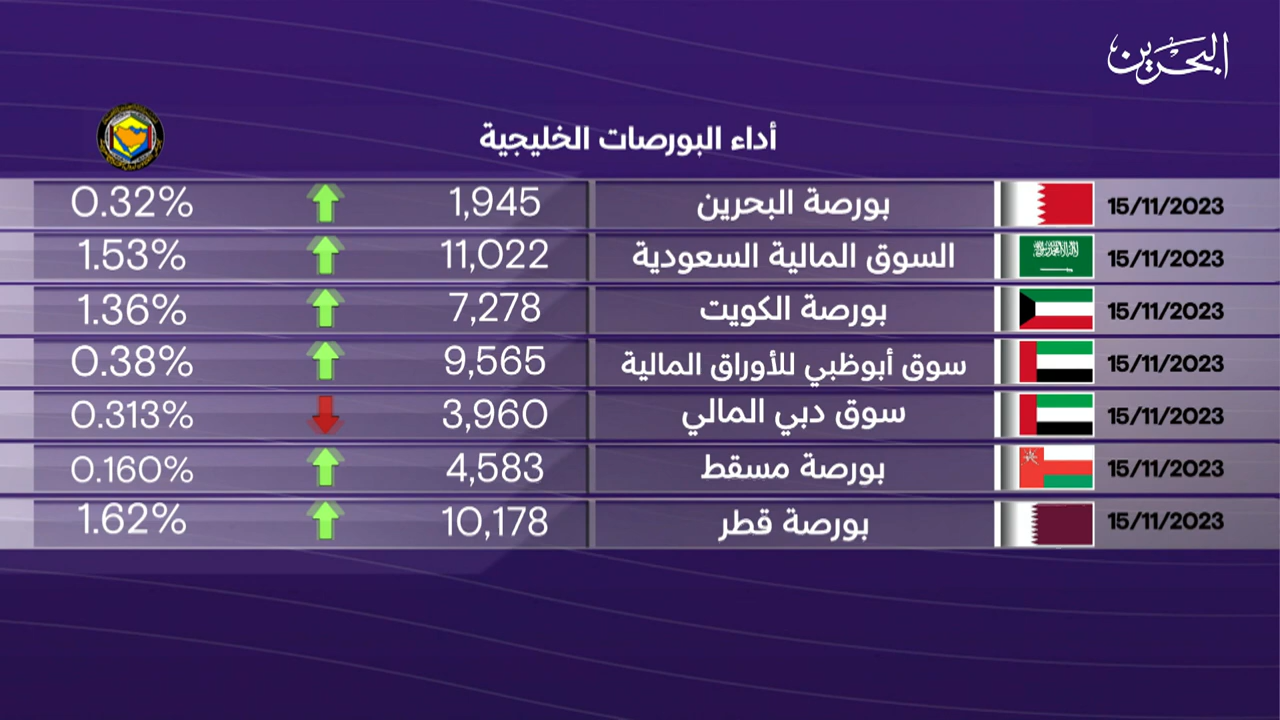 البحرين
أداء البورصات الخليجية
15/11/2023 بورصة البحرين 1,945 0.32%
15/11/2023 السوق المالية السعودية 11,022 1.53%
15/11/2023 بورصة الكويت 7,278 1.36%
15/11/2023 سوق أبوظبي للأوراق المالية 9,565 0.38%
15/11/2023 سوق دبي المالي 3,960 0.313%
15/11/2023 بورصة مسقط 4,583 0.160%
15/11/2023 بورصة قطر 10,178 1.62%